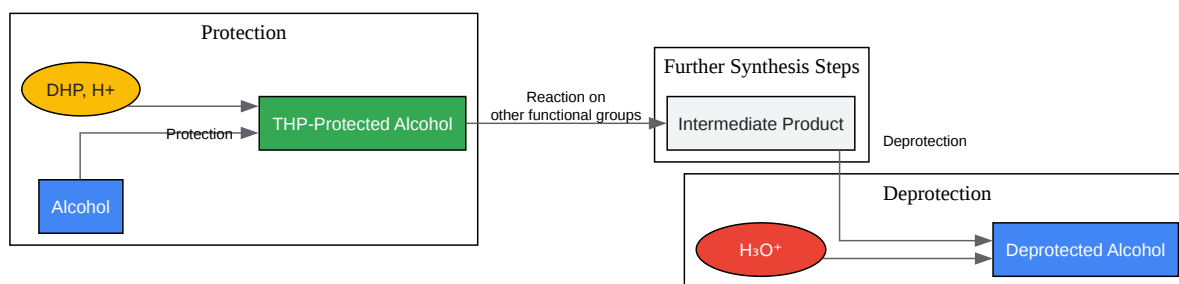 Protection
DHP, H+
Protection
THP-Protected Alcohol
Alcohol
Reaction on
other functional groups
Further Synthesis Steps
Intermediate Product
Deprotection
Deprotection
H₃O⁺
Deprotected Alcohol